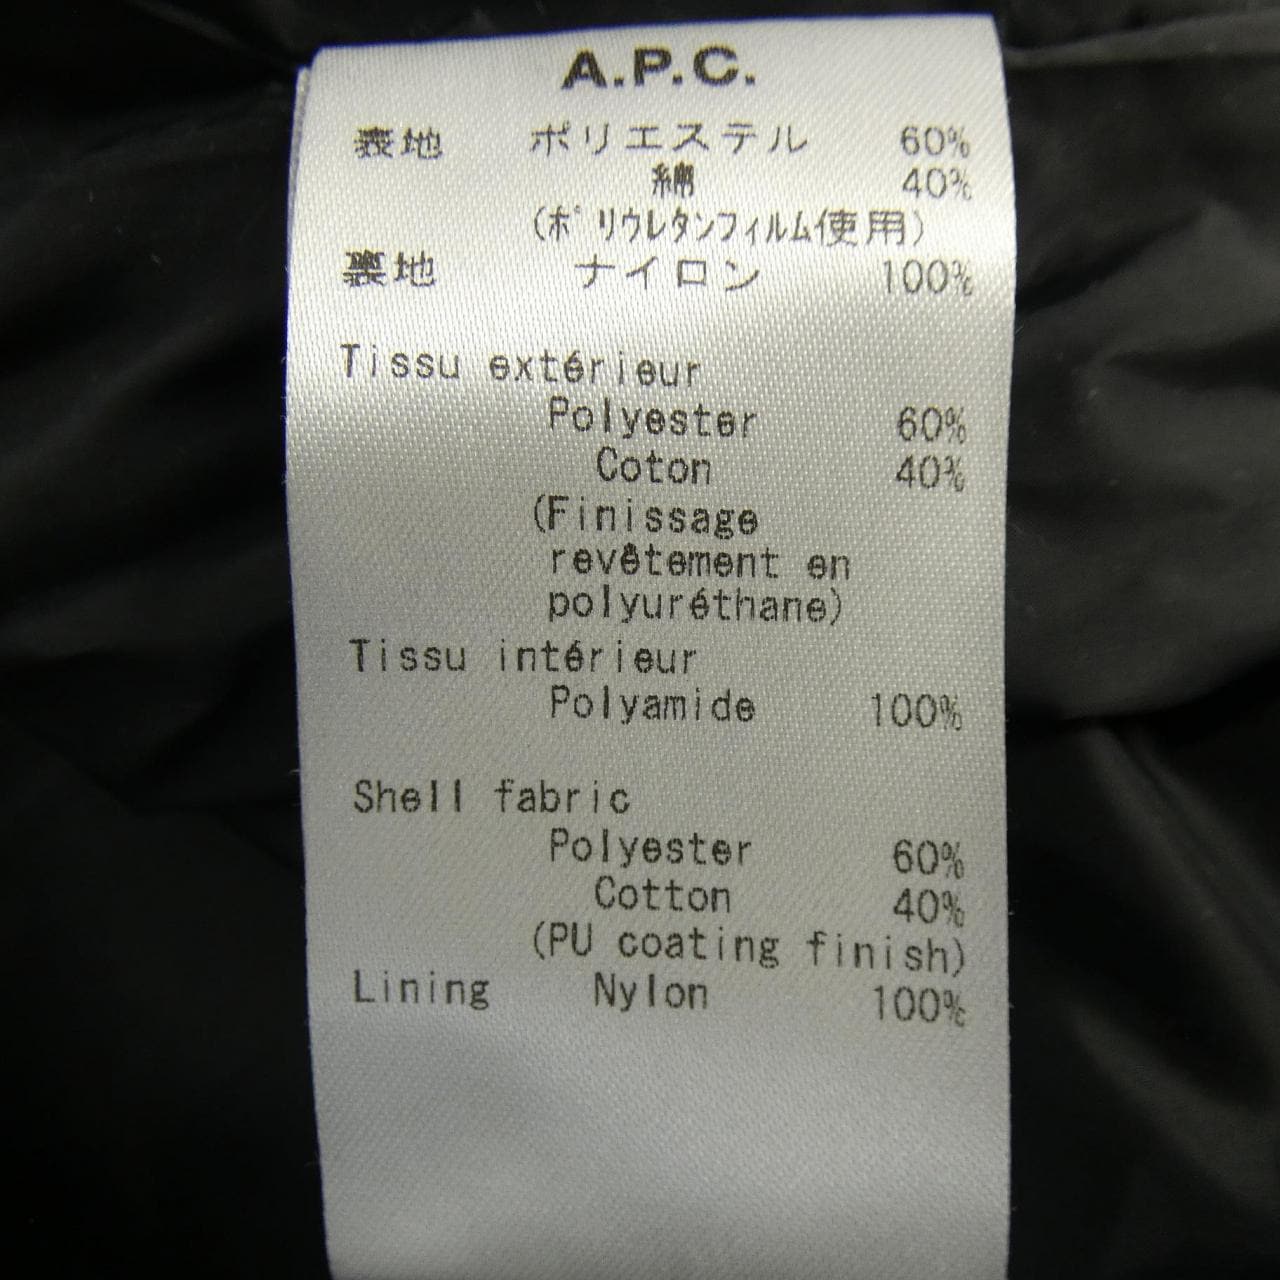 A.P.C.
表地 ポリエステル 60%
綿 40%
(ポリウレタンフィルム使用)
裏地 ナイロン 100%
Tissu extérieur
Polyester 60%
Coton 40%
(Finissage
revêtement en
polyuréthane)
Tissu intérieur
Polyamide 100%
Shell fabric
Polyester 60%
Cotton 40%
(PU coating finish)
Lining Nylon 100%